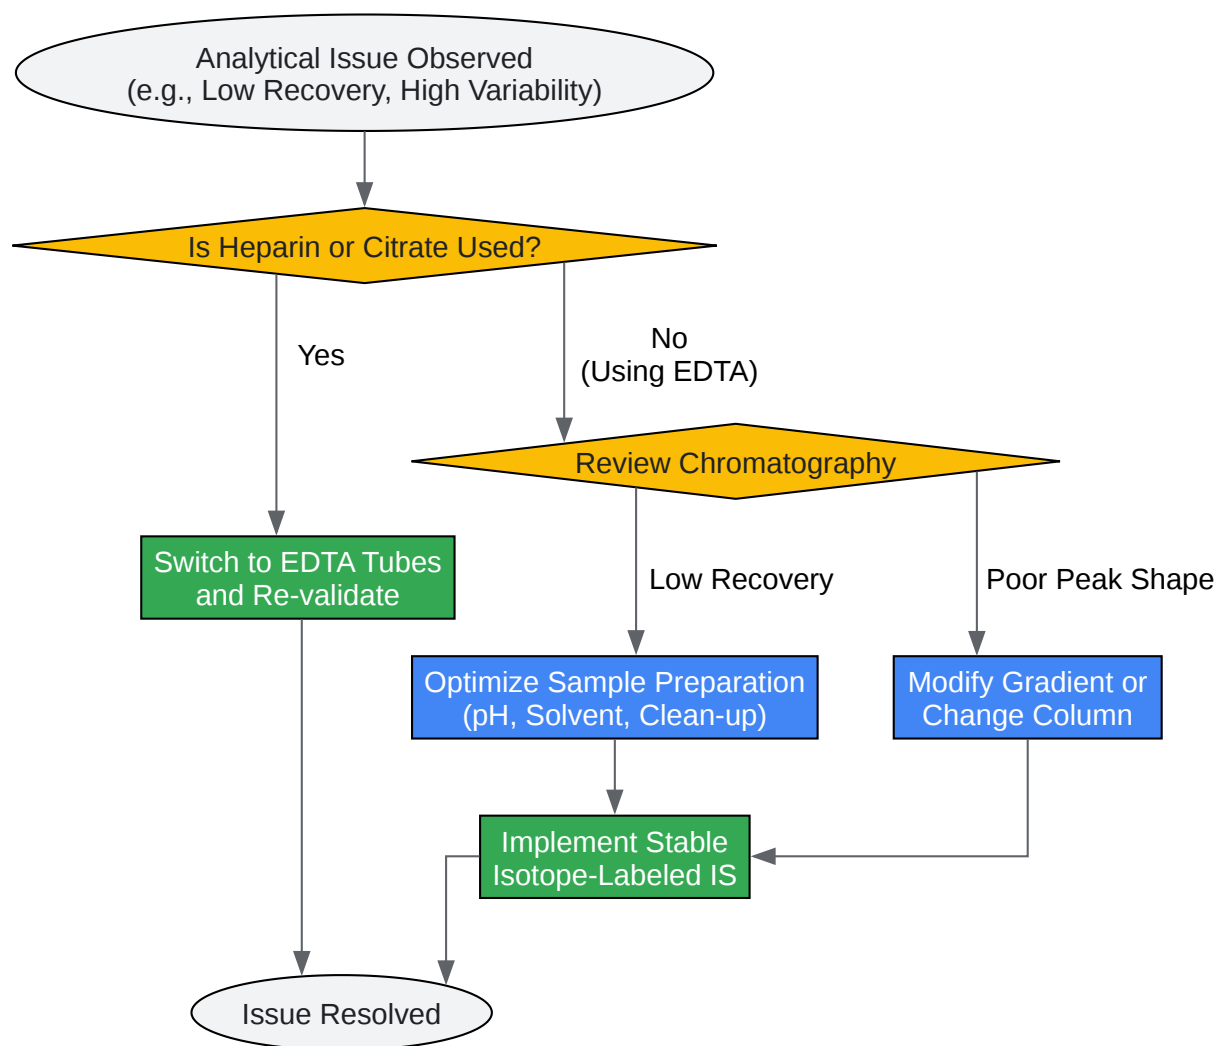 Analytical Issue Observed
(e.g., Low Recovery, High Variability)
Is Heparin or Citrate Used?
Yes
No
(Using EDTA)
Review Chromatography
Switch to EDTA Tubes
and Re-validate
Low Recovery
Poor Peak Shape
Optimize Sample Preparation
(pH, Solvent, Clean-up)
Modify Gradient or
Change Column
Implement Stable
Isotope-Labeled IS
Issue Resolved